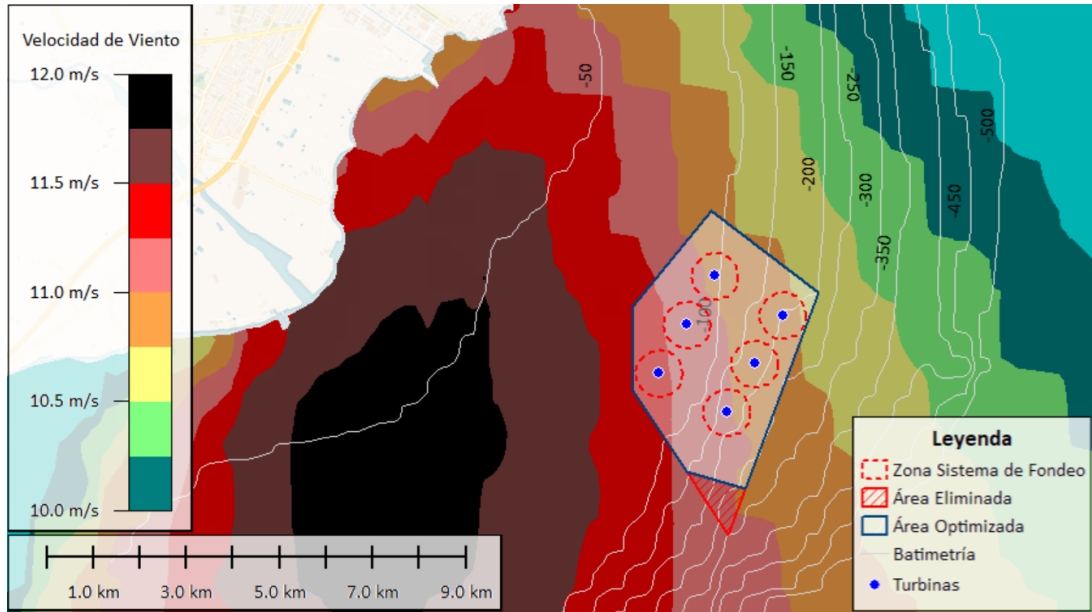 Velocidad de Viento
12.0 m/s
11.5 m/s
11.0 m/s
10.5 m/s
10.0 m/s
-50
-150
-250
-500
-200
-300
-450
-350
-100
1.0 km
3.0 km
5.0 km
7.0 km
9.0 km
Leyenda
Zona Sistema de Fondeo
Área Eliminada
Área Optimizada
Batimetría
Turbinas